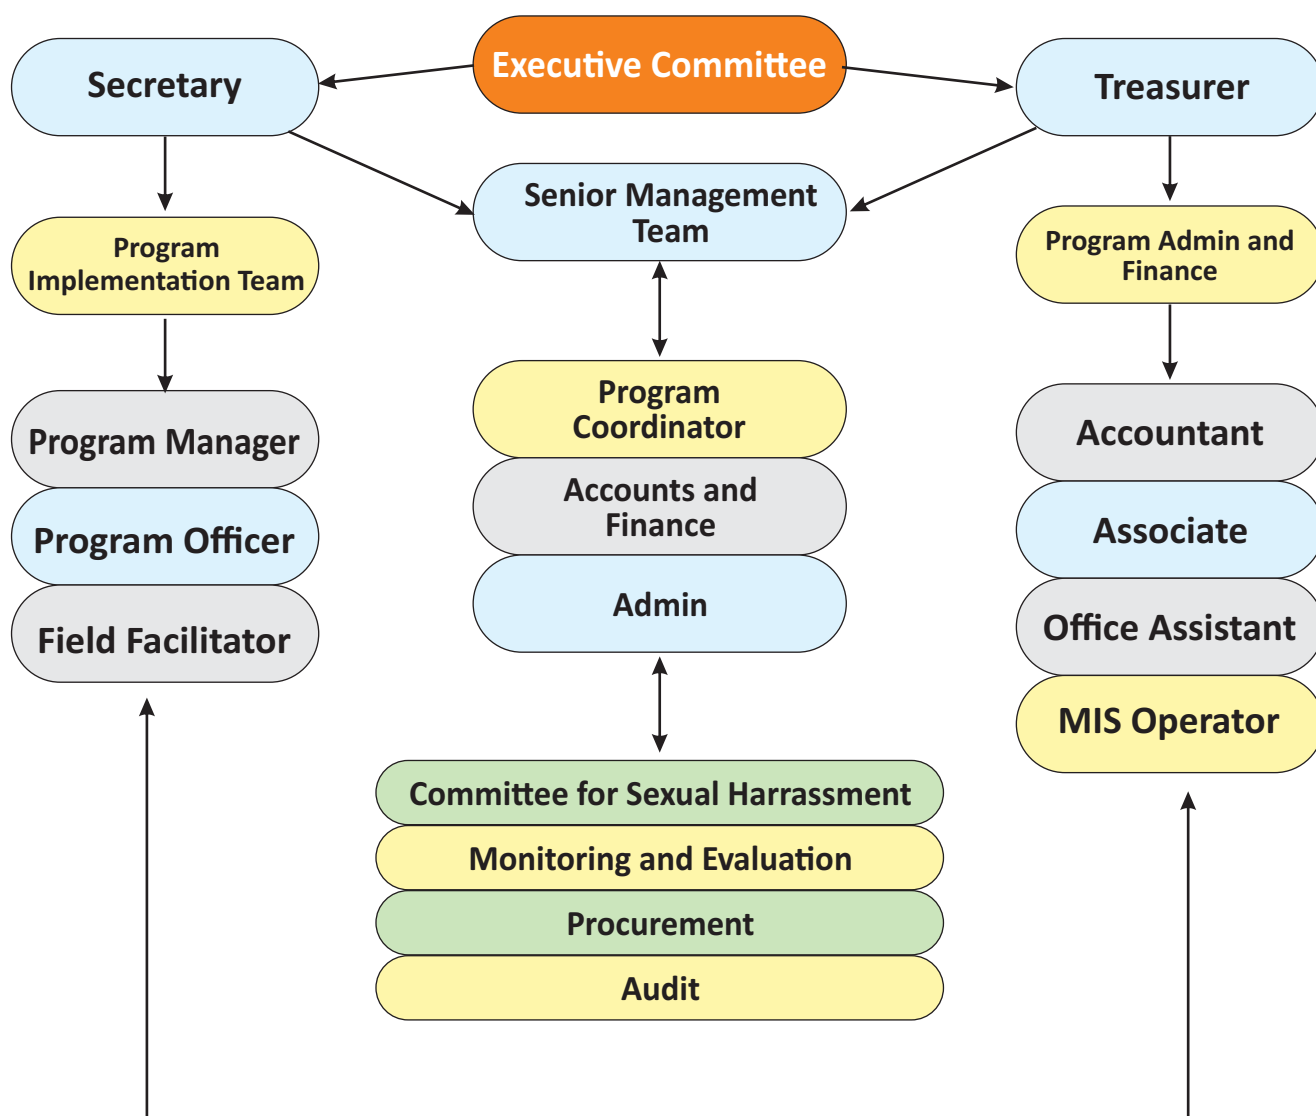 Executive Committee
Secretary
Treasurer
Senior Management
Team
Program
Implementation Team
Program Admin and
Finance
Program Manager
Program Officer
Field Facilitator
Program
Coordinator
Accounts and
Finance
Admin
Accountant
Associate
Office Assistant
MIS Operator
Committee for Sexual Harrassment
Monitoring and Evaluation
Procurement
Audit